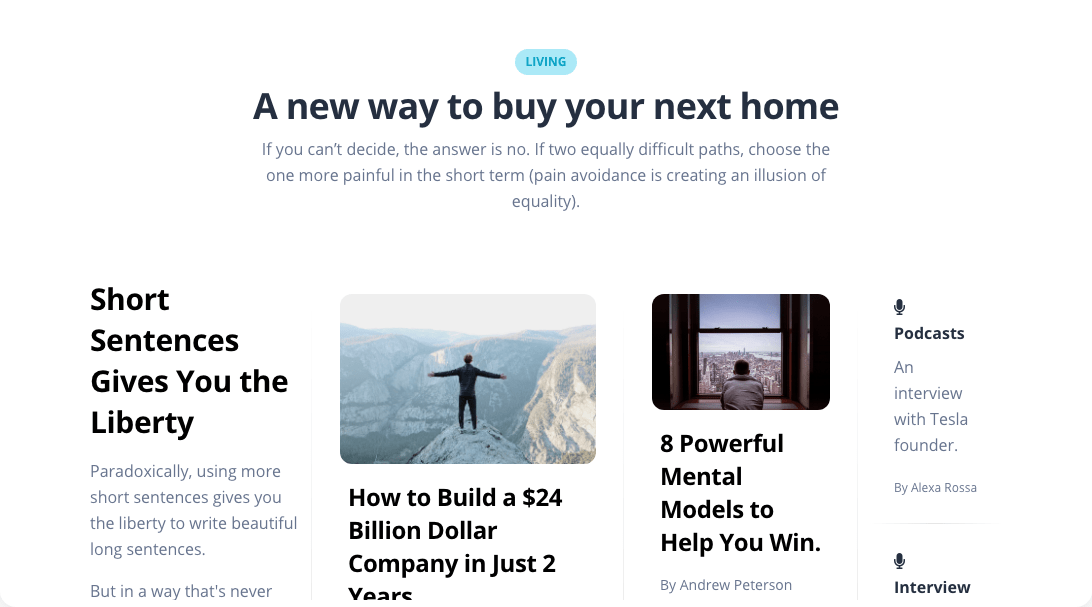 LIVING
A new way to buy your next home
If you can’t decide, the answer is no. If two equally difficult paths, choose the
one more painful in the short term (pain avoidance is creating an illusion of
equality).
Short
Sentences
Gives You the
Liberty
Paradoxically, using more
short sentences gives you
the liberty to write beautiful
long sentences.
But in a way that's never
How to Build a $24
Billion Dollar
Company in Just 2
Years
8 Powerful
Mental
Models to
Help You Win.
By Andrew Peterson
Podcasts
An
interview
with Tesla
founder.
By Alexa Rossa
Interview